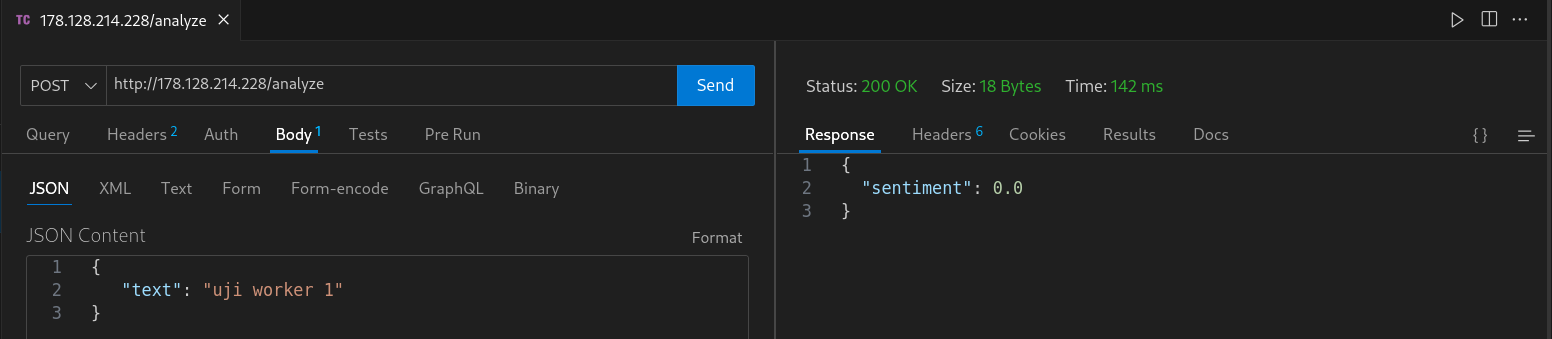 TC 178.128.214.228/analyze ×
POST http://178.128.214.228/analyze Send
Query Headers 2 Auth Body 1 Tests Pre Run
JSON XML Text Form Form-encode GraphQL Binary
JSON Content Format
1 {
2 "text": "uji worker 1"
3 }
Status: 200 OK Size: 18 Bytes Time: 142 ms
Response Headers 6 Cookies Results Docs {}
1 {
2 "sentiment": 0.0
3 }